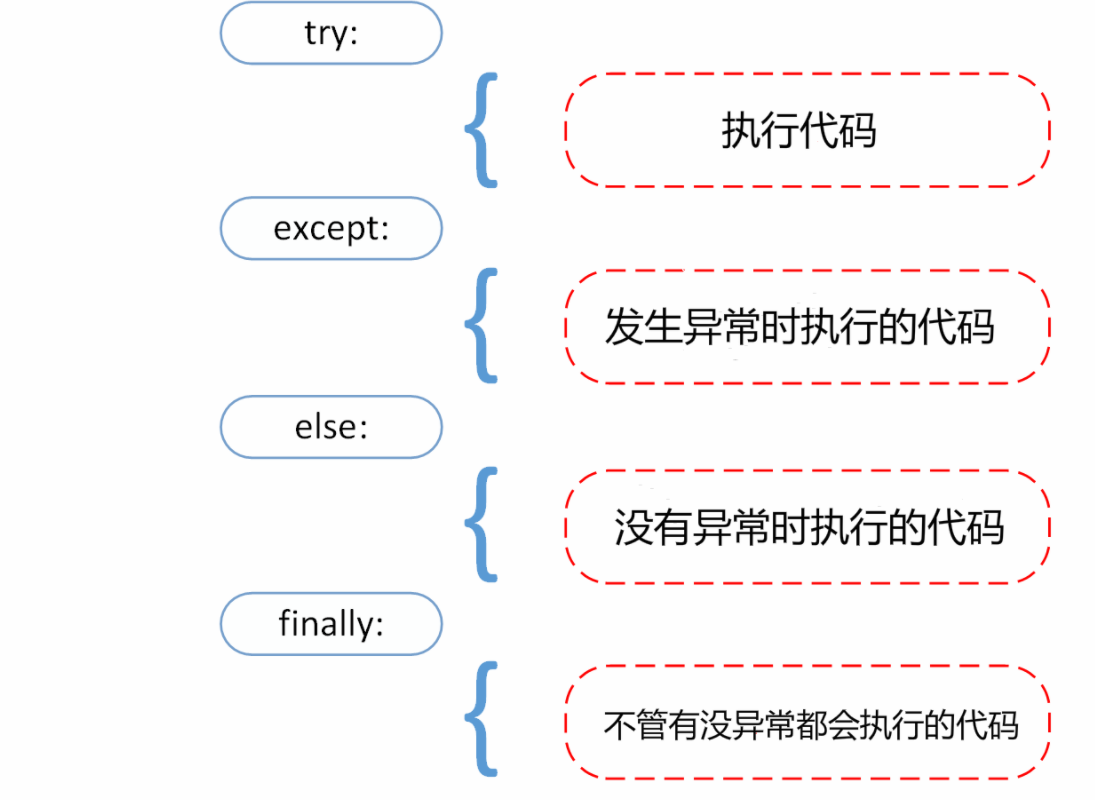 try:
执行代码
except:
发生异常时执行的代码
else:
没有异常时执行的代码
finally:
不管有没异常都会执行的代码